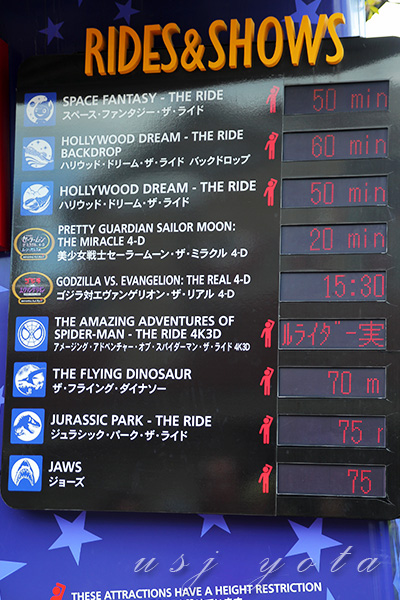 RIDES&SHOWS
SPACE FANTASY - THE RIDE
スペース・ファンタジー・ザ・ライド
50 min
HOLLYWOOD DREAM - THE RIDE
BACKDROP
ハリウッド・ドリーム・ザ・ライド バックドロップ
60 min
HOLLYWOOD DREAM - THE RIDE
ハリウッド・ドリーム・ザ・ライド
50 min
PRETTY GUARDIAN SAILOR MOON:
THE MIRACLE 4-D
美少女戦士セーラームーン・ザ・ミラクル 4-D
20 min
GODZILLA VS. EVANGELION: THE REAL 4-D
ゴジラ対エヴァンゲリオン・ザ・リアル 4-D
15:30
THE AMAZING ADVENTURES OF
SPIDER-MAN - THE RIDE 4K3D
アメージング・アドベンチャー・オブ・スパイダーマン・ザ・ライド 4K3D
ルライダー実
THE FLYING DINOSAUR
ザ・フライング・ダイナソー
70 m
JURASSIC PARK - THE RIDE
ジュラシック・パーク・ザ・ライド
75 r
JAWS
ジョーズ
75
usj yota
THESE ATTRACTIONS HAVE A HEIGHT RESTRICTION